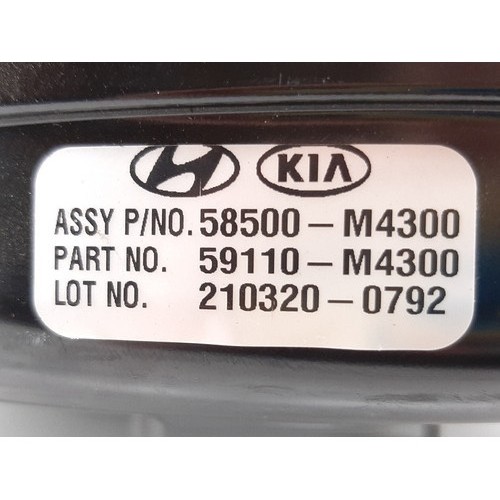 KIA
ASSY P/NO. 58500-M4300
PART NO. 59110-M4300
LOT NO. 210320-0792